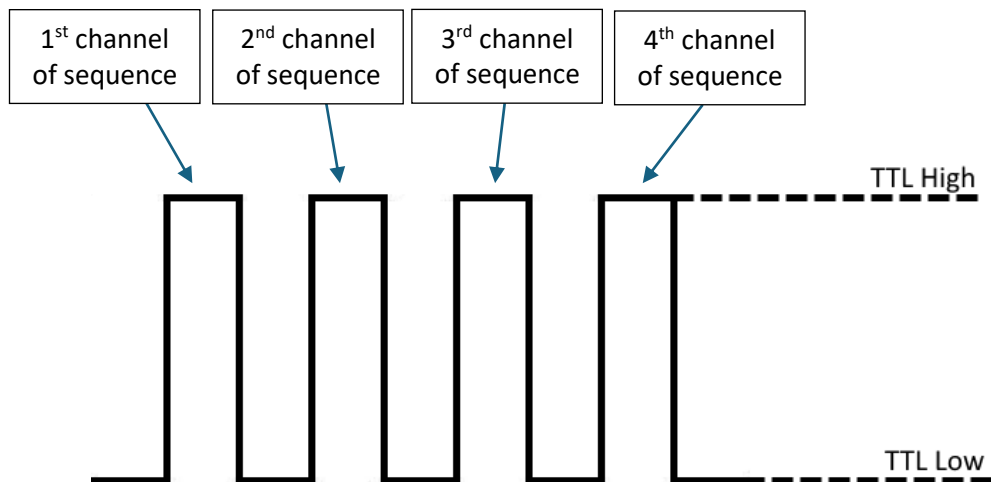 1st channel
of sequence
2nd channel
of sequence
3rd channel
of sequence
4th channel
of sequence
TTL High
TTL Low